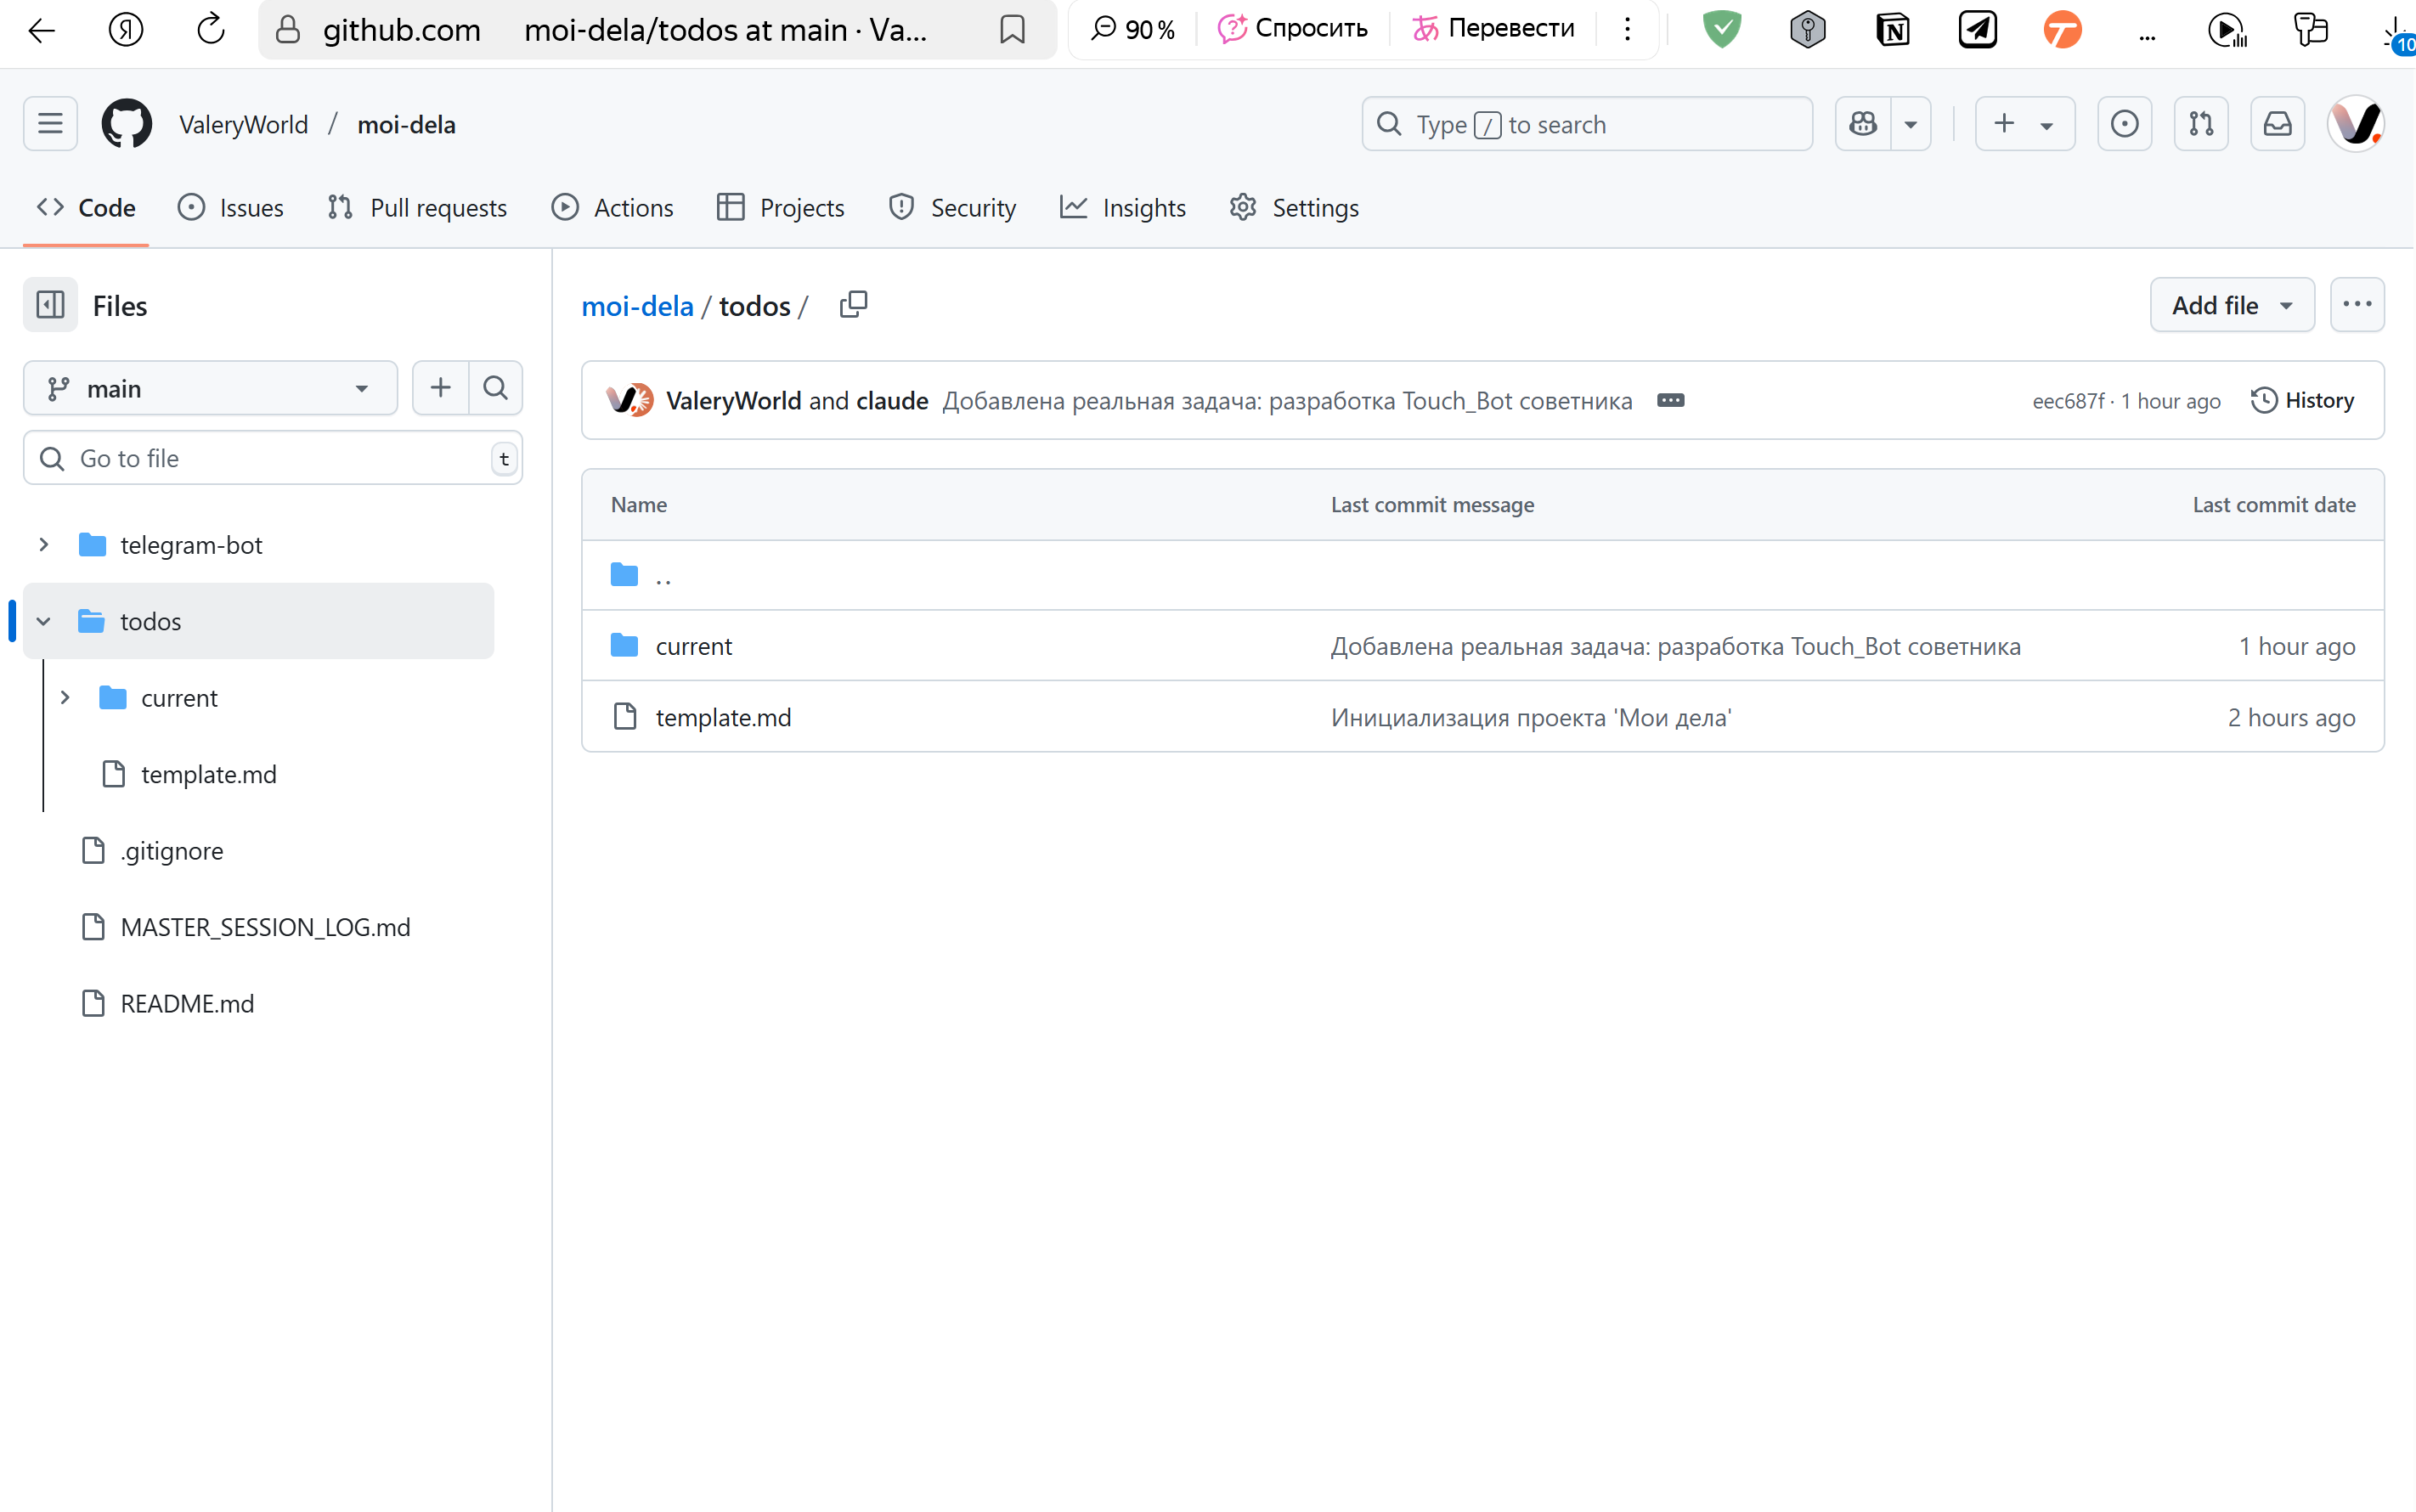 github.com moi-dela/todos at main · Va... 90 % Спросить Перевести ... 10
ValeryWorld / moi-dela Type / to search
Code Issues Pull requests Actions Projects Security Insights Settings
Files
main
Go to file t
telegram-bot
todos
current
template.md
.gitignore
MASTER_SESSION_LOG.md
README.md
moi-dela / todos / Add file
ValeryWorld and claude Добавлена реальная задача: разработка Touch_Bot советника eec687f · 1 hour ago History
Name Last commit message Last commit date
..
current Добавлена реальная задача: разработка Touch_Bot советника 1 hour ago
template.md Инициализация проекта 'Мои дела' 2 hours ago